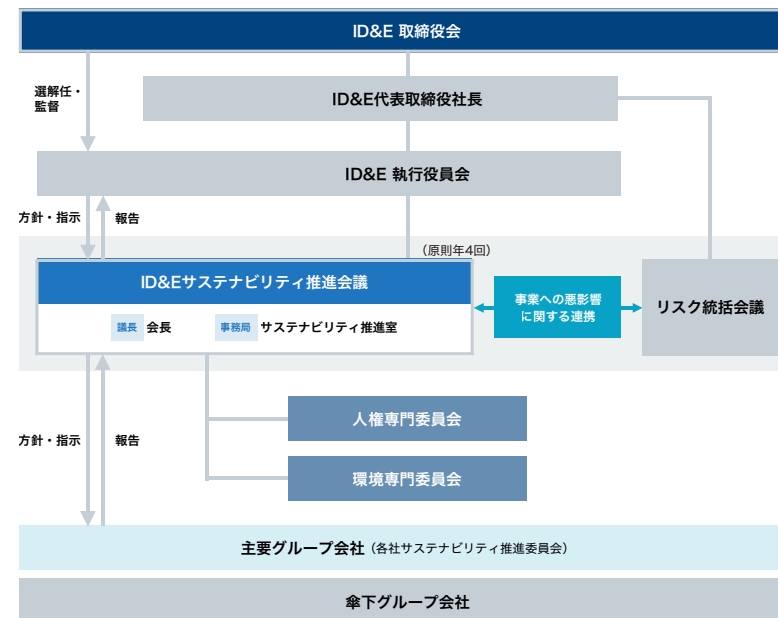 ID&E 取締役会
選解任・
監督
ID&E代表取締役社長
ID&E 執行役員会
方針・指示
報告
（原則年4回）
ID&Eサステナビリティ推進会議
議長 会長
事務局 サステナビリティ推進室
事業への悪影響
に関する連携
リスク統括会議
人権専門委員会
方針・指示
報告
環境専門委員会
主要グループ会社（各社サステナビリティ推進委員会）
傘下グループ会社